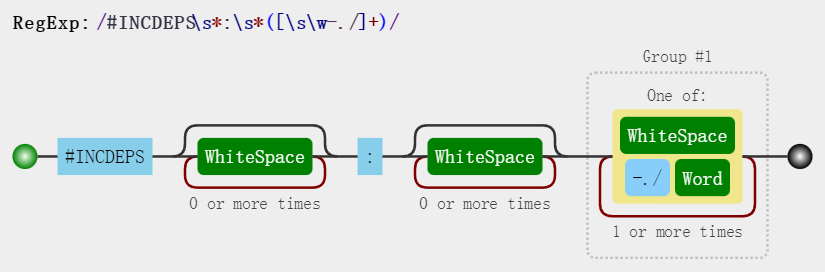 RegExp: /#INCDEPS\s*:\s*([\s\w-./]+)/
Group #1
One of:
WhiteSpace
#INCDEPS WhiteSpace : WhiteSpace
-./ Word
0 or more times 0 or more times
1 or more times